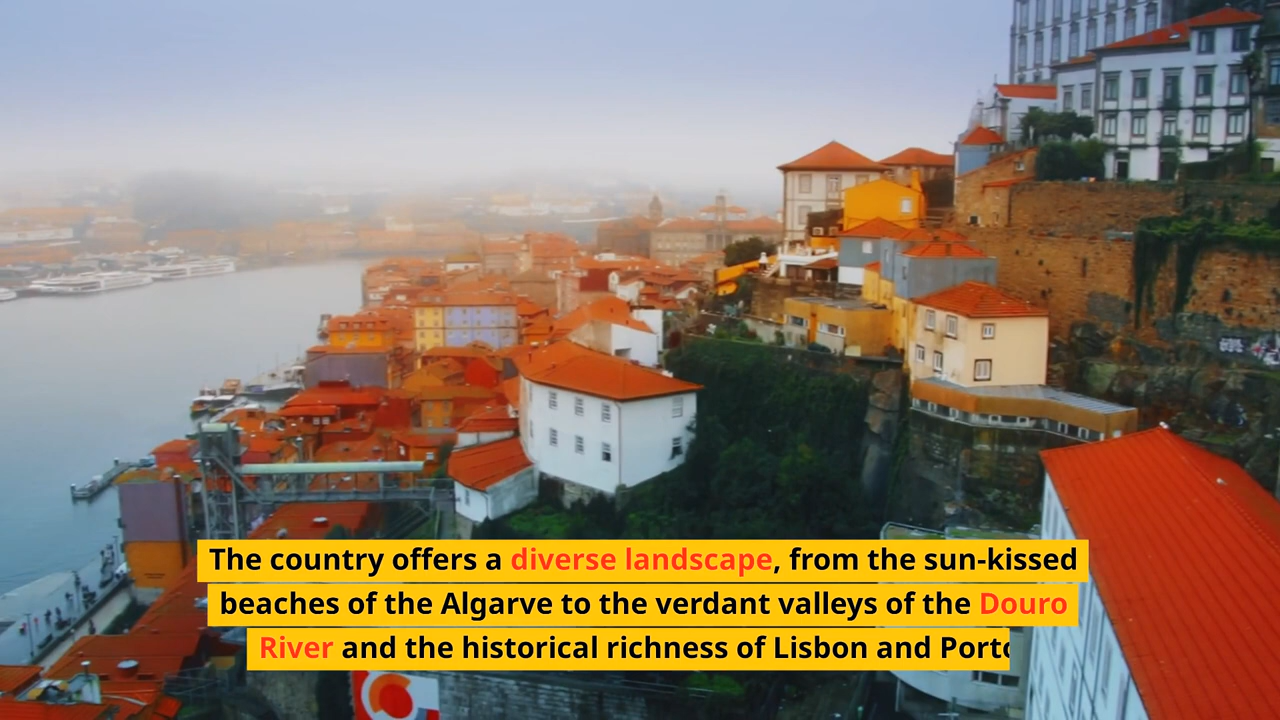 The country offers a diverse landscape, from the sun-kissed
beaches of the Algarve to the verdant valleys of the Douro
River and the historical richness of Lisbon and Porto